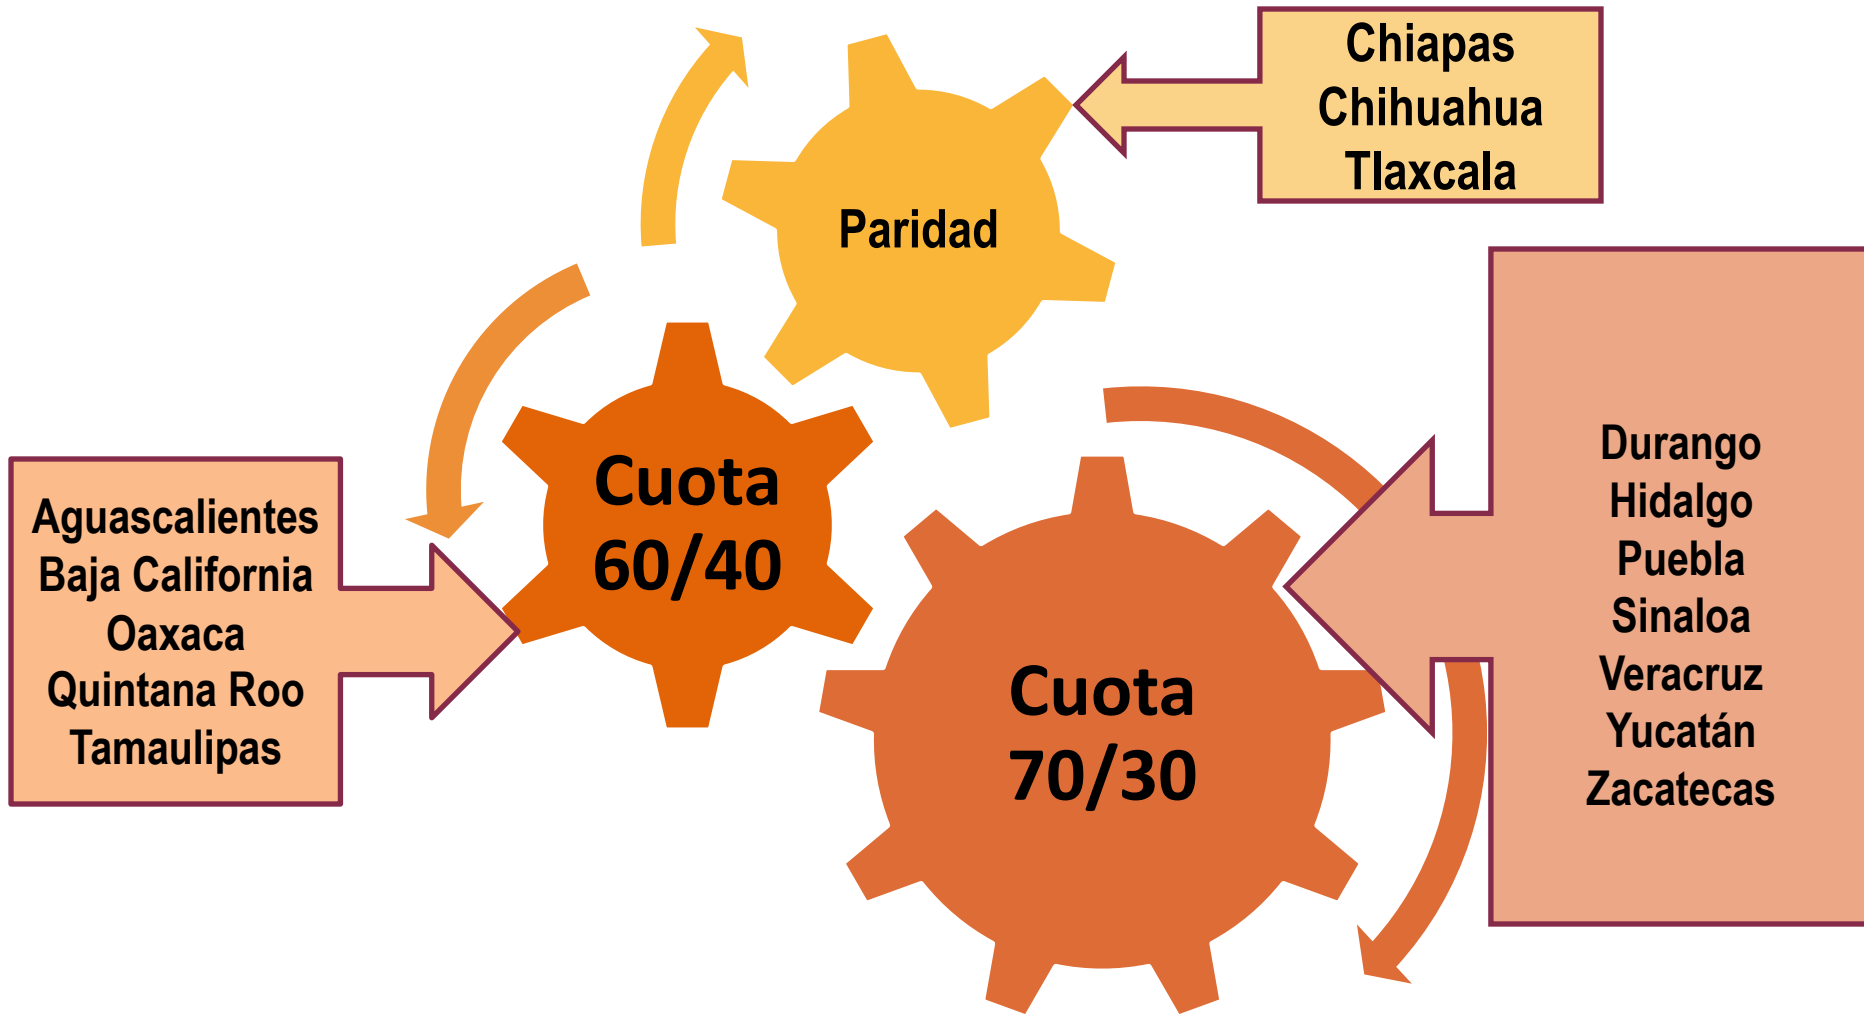 Chiapas
Chihuahua
Tlaxcala
Paridad
Cuota
60/40
Aguascalientes
Baja California
Oaxaca
Quintana Roo
Tamaulipas
Cuota
70/30
Durango
Hidalgo
Puebla
Sinaloa
Veracruz
Yucatán
Zacatecas